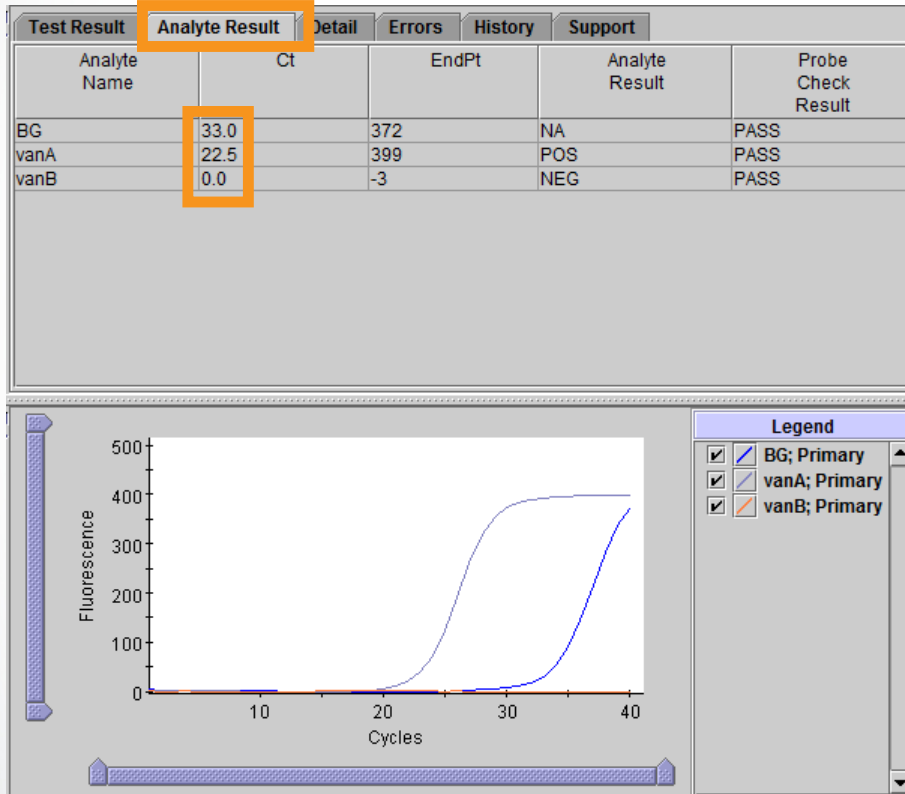 Test Result Analyte Result Detail Errors History Support
Analyte Name Ct EndPt Analyte Result Probe Check Result
BG 33.0 372 NA PASS
vanA 22.5 399 POS PASS
vanB 0.0 -3 NEG PASS
Legend
BG; Primary
vanA; Primary
vanB; Primary
Fluorescence
500
400
300
200
100
0
10 20 30 40
Cycles